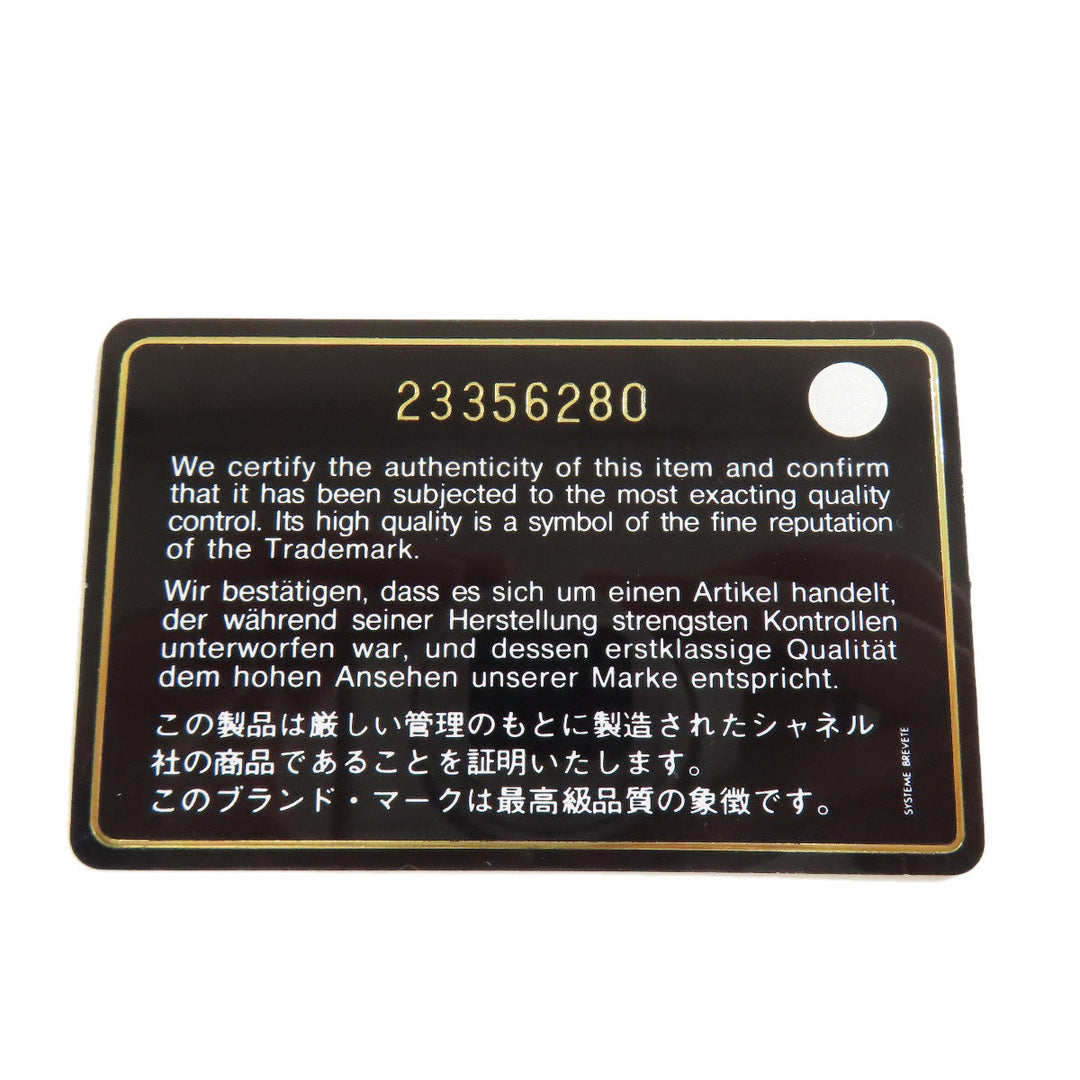 23356280
We certify the authenticity of this item and confirm
that it has been subjected to the most exacting quality
control. Its high quality is a symbol of the fine reputation
of the Trademark.
Wir bestätigen, dass es sich um einen Artikel handelt,
der während seiner Herstellung strengsten Kontrollen
unterworfen war, und dessen erstklassige Qualität
dem hohen Ansehen unserer Marke entspricht.
この製品は厳しい管理のもとに製造されたシャネル
社の商品であることを証明いたします。
このブランド・マークは最高級品質の象徴です。
SYSTEME BREVETE